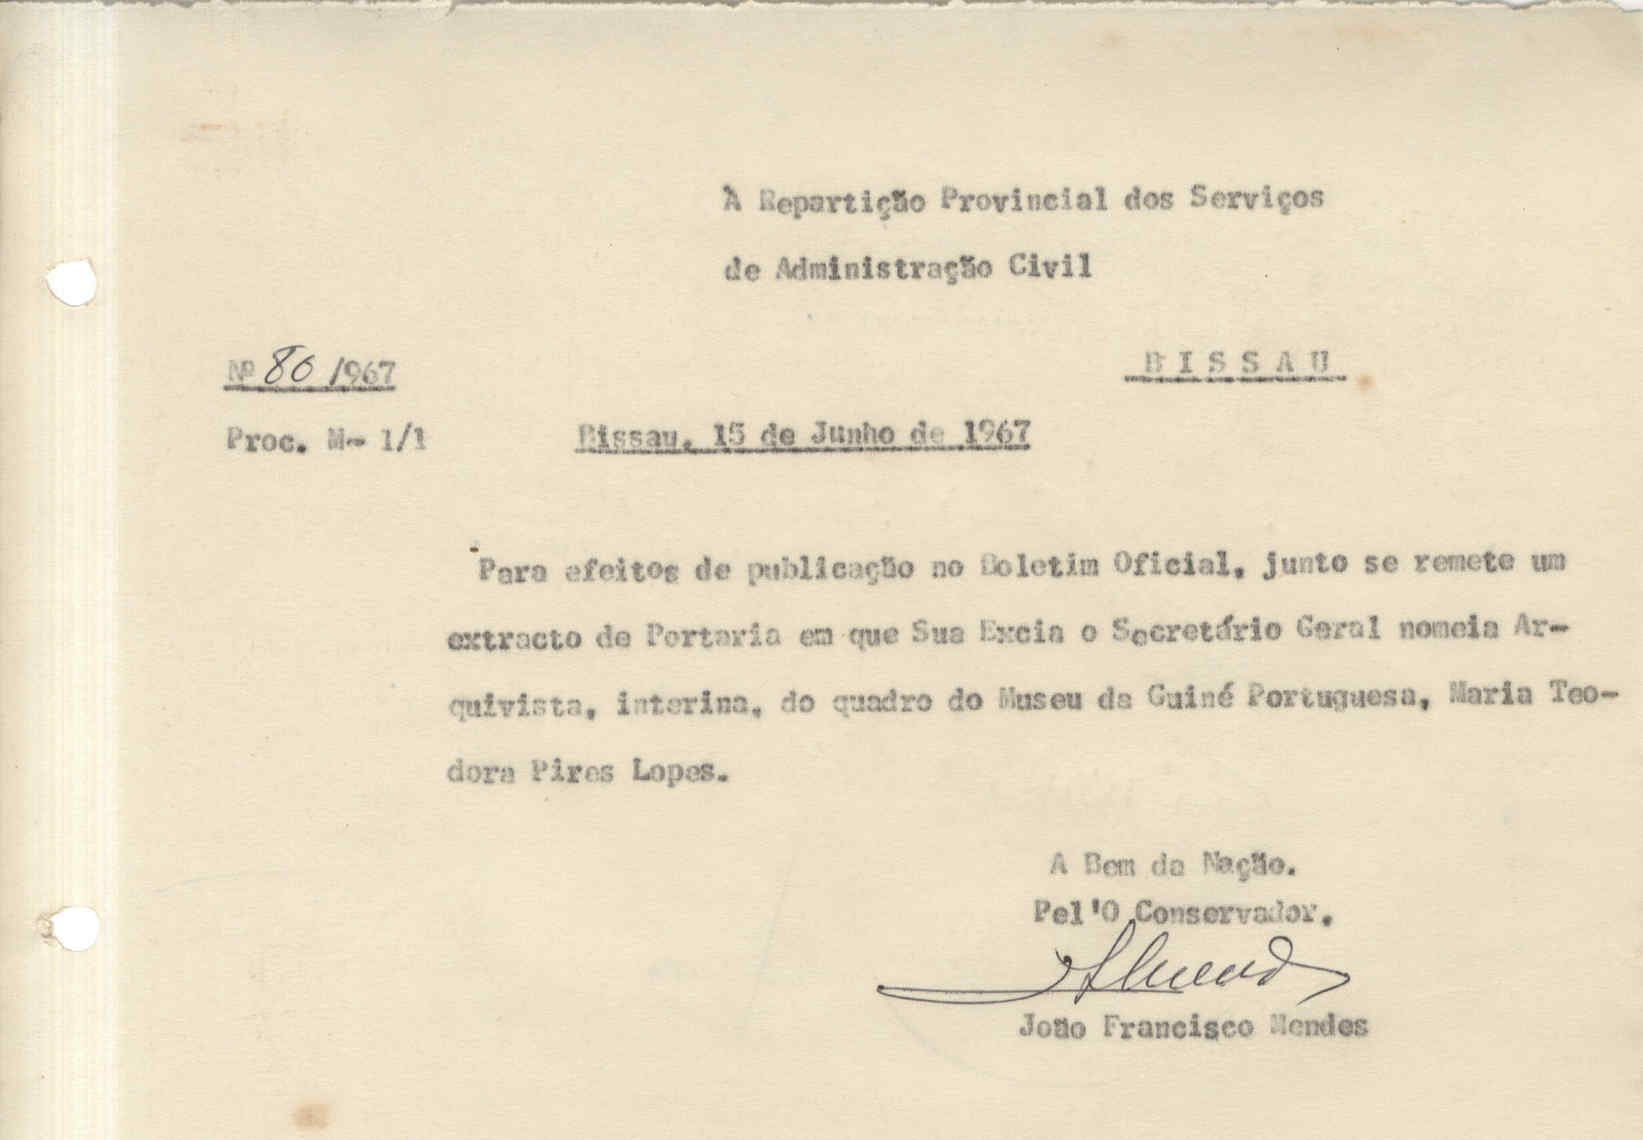 À Repartição Provincial dos Serviços
de Administração Civil
Nº 80 /967
B I S S A U
Proc. M- 1/1
Bissau, 15 de Junho de 1967
Para efeitos de publicação no Boletim Oficial, junto se remete um
extracto de Portaria em que Sua Excia o Secretário Geral nomeia Ar-
quivista, interina, do quadro do Museu da Guiné Portuguesa, Maria Teo-
dora Pires Lopes.
A Bem da Nação.
Pel'O Conservador.
João Francisco Mendes